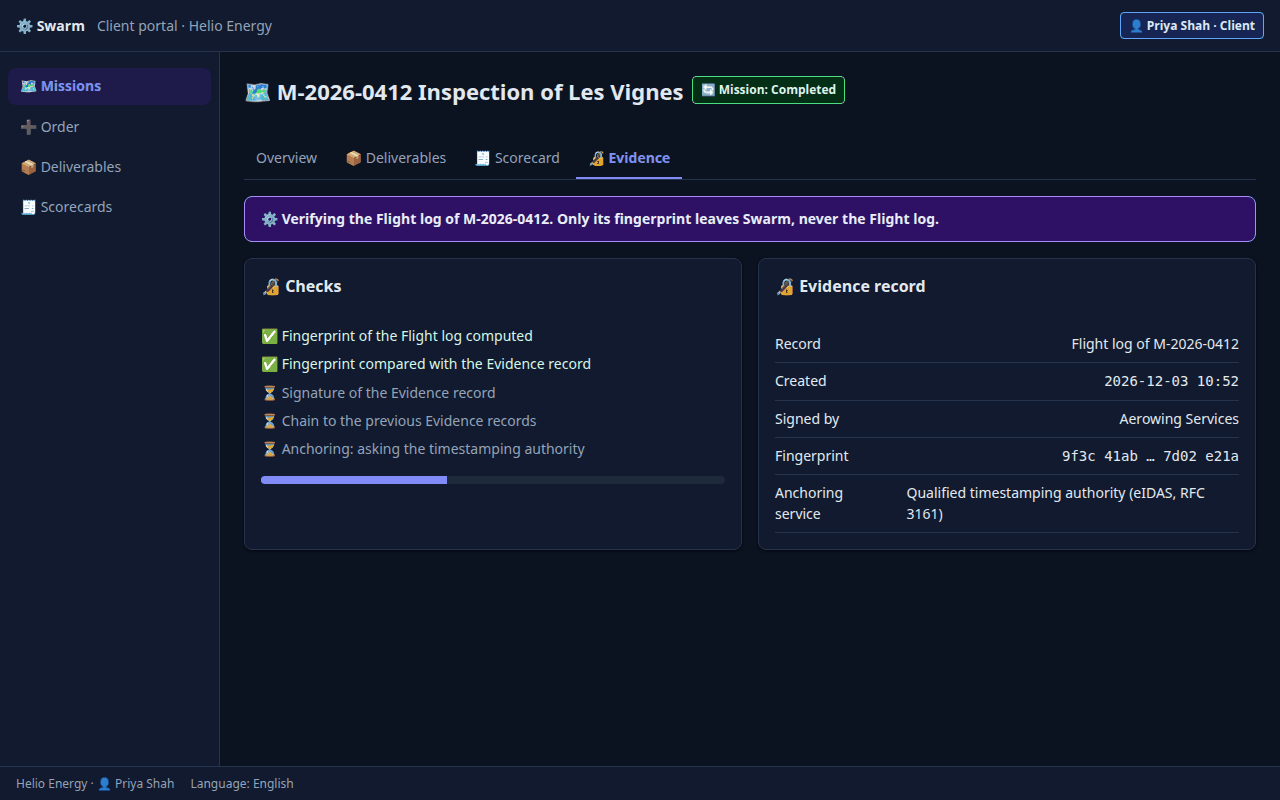 Swarm Client portal · Helio Energy
Priya Shah · Client
Missions
Order
Deliverables
Scorecards
M-2026-0412 Inspection of Les Vignes
Mission: Completed
Overview Deliverables Scorecard Evidence
Verifying the Flight log of M-2026-0412. Only its fingerprint leaves Swarm, never the Flight log.
Checks
Fingerprint of the Flight log computed
Fingerprint compared with the Evidence record
Signature of the Evidence record
Chain to the previous Evidence records
Anchoring: asking the timestamping authority
Evidence record
Record Flight log of M-2026-0412
Created 2026-12-03 10:52
Signed by Aerowing Services
Fingerprint 9f3c 41ab … 7d02 e21a
Anchoring service Qualified timestamping authority (eIDAS, RFC 3161)
Helio Energy · Priya Shah Language: English